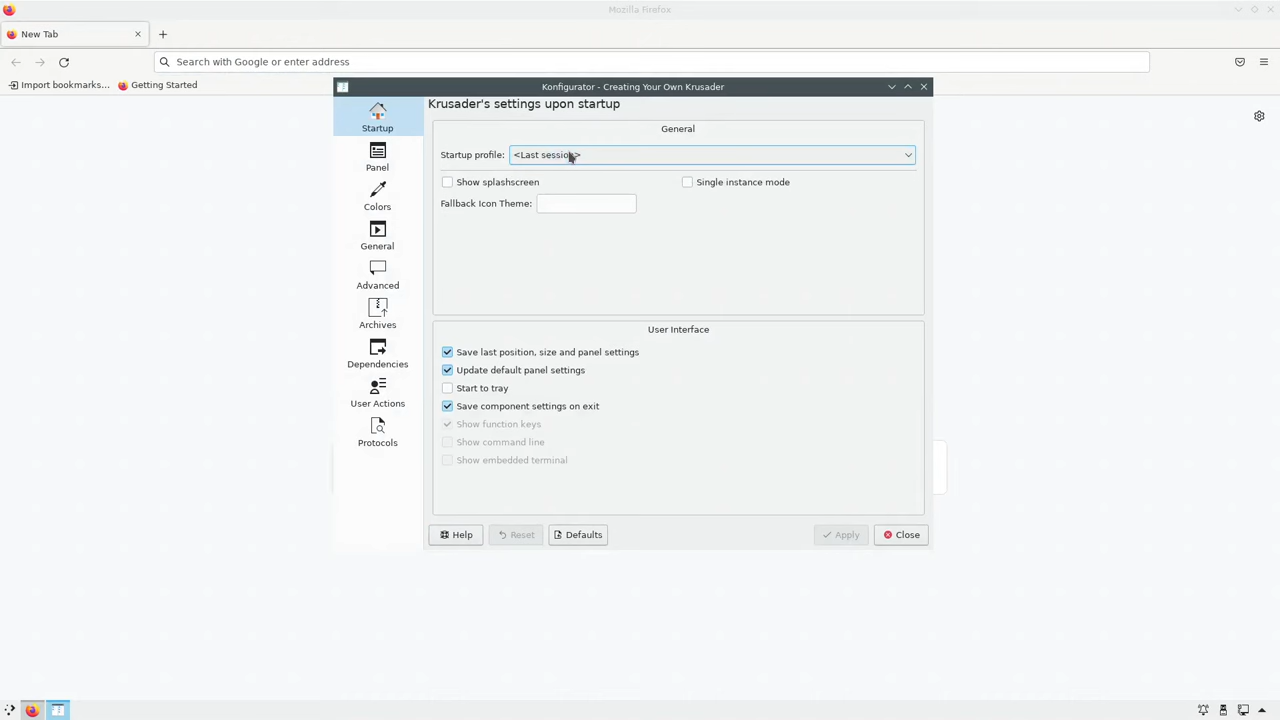 Mozilla Firefox
New Tab
Search with Google or enter address
Import bookmarks...
Getting Started
Konfigurator - Creating Your Own Krusader
Startup
Panel
Colors
General
Advanced
Archives
Dependencies
User Actions
Protocols
Krusader's settings upon startup
General
Startup profile: <Last session>
Show splashscreen
Single instance mode
Fallback Icon Theme:
User Interface
Save last position, size and panel settings
Update default panel settings
Start to tray
Save component settings on exit
Show function keys
Show command line
Show embedded terminal
Help
Reset
Defaults
Apply
Close